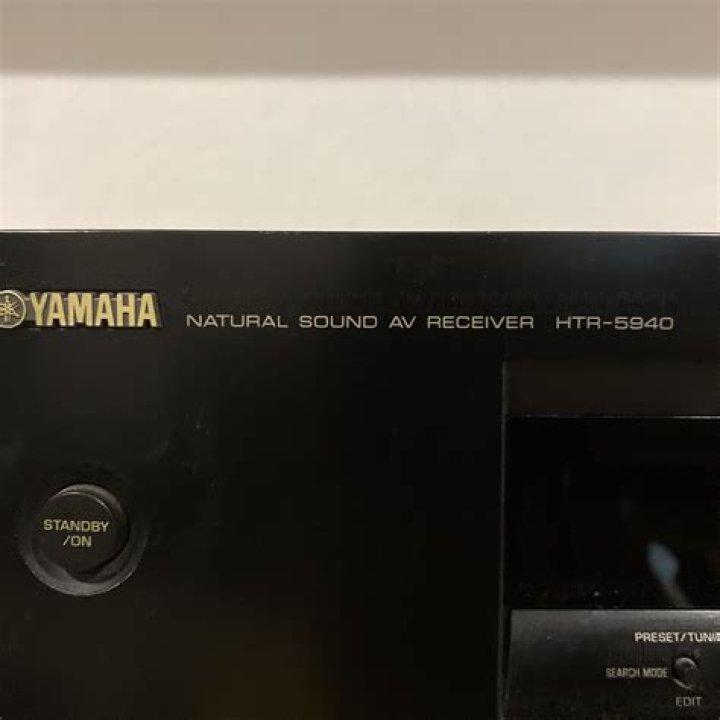 YAMAHA NATURAL SOUND AV RECEIVER HTR-5940
STANDBY
/ON
PRESET/TUNI
SEARCH MODE
EDIT